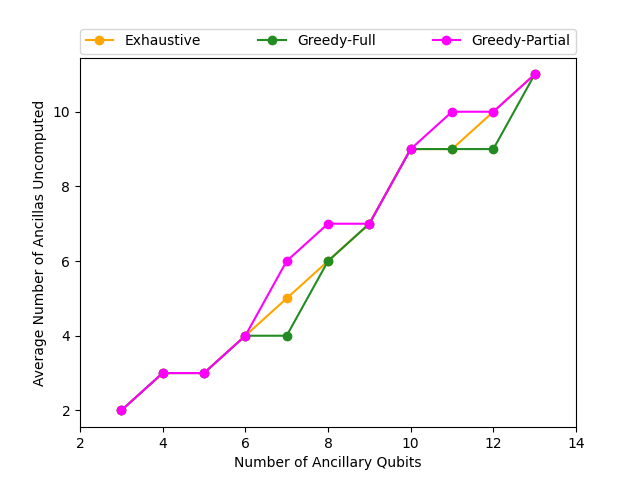 Exhaustive Greedy-Full Greedy-Partial
Average Number of Ancillas Uncomputed
10
8
6
4
2
2 4 6 8 10 12 14
Number of Ancillary Qubits